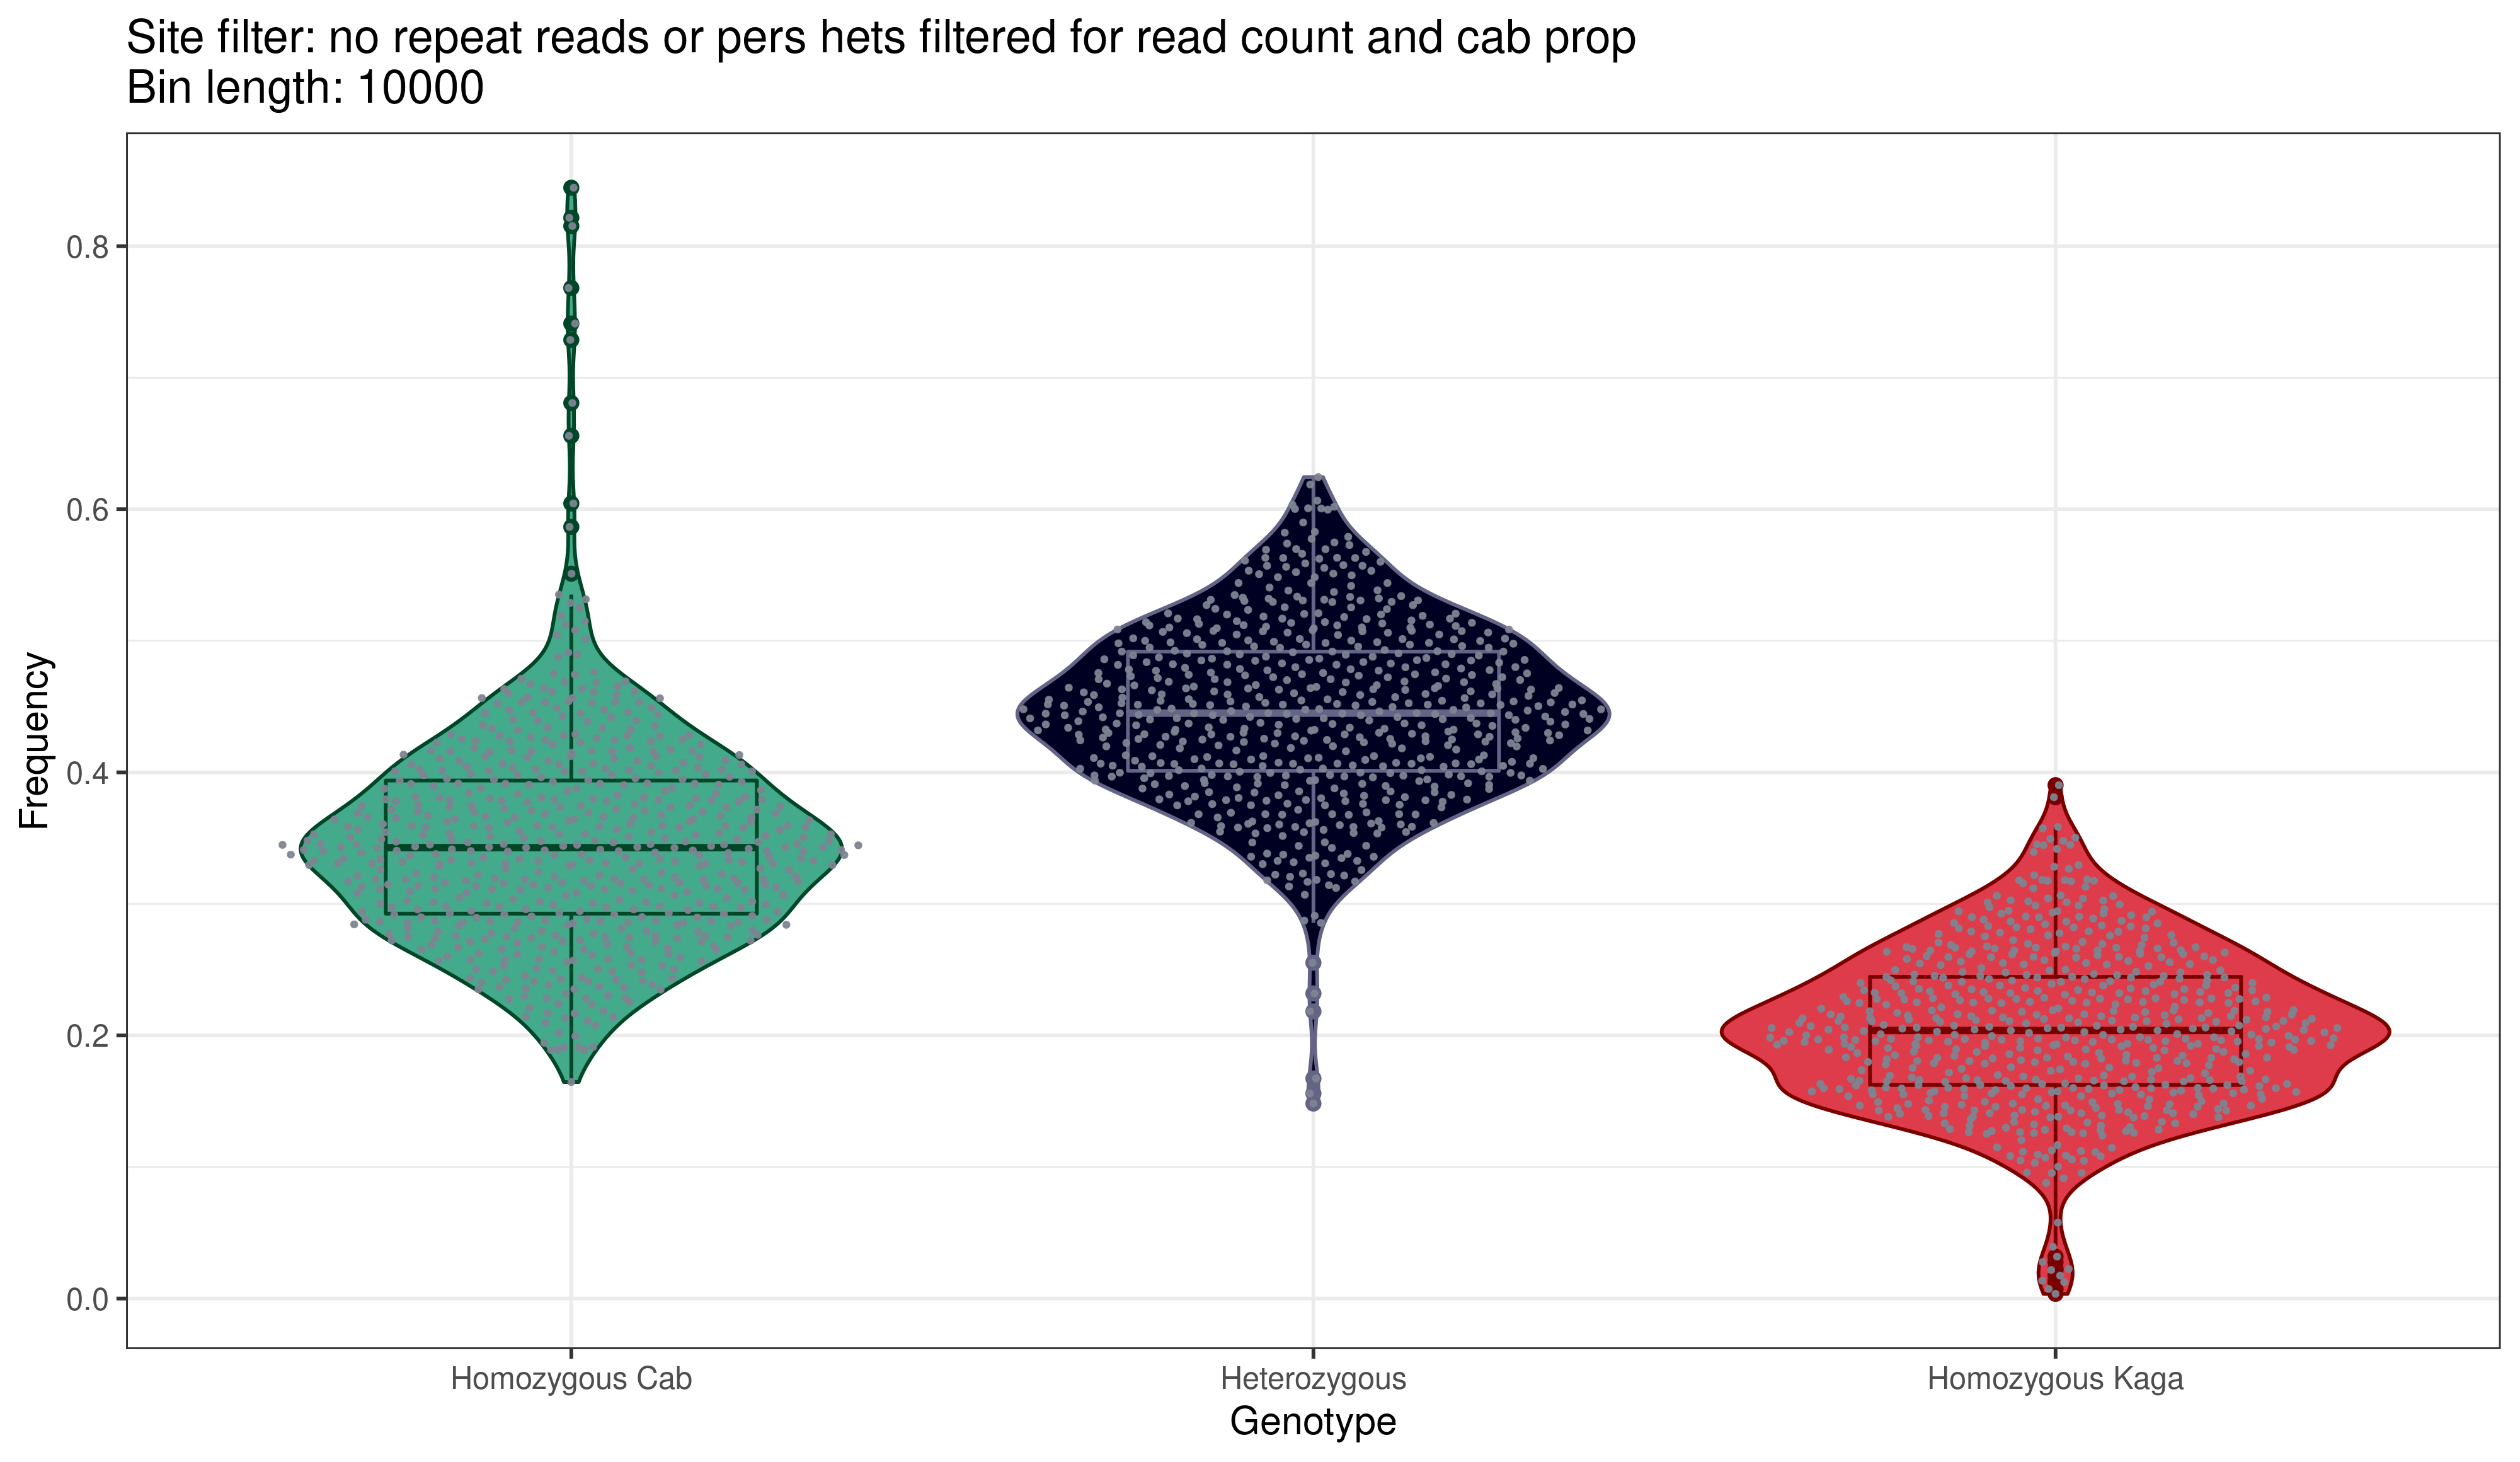 Site filter: no repeat reads or pers hets filtered for read count and cab prop
Bin length: 10000
Frequency
0.8
0.6
0.4
0.2
0.0
Homozygous Cab
Heterozygous
Homozygous Kaga
Genotype